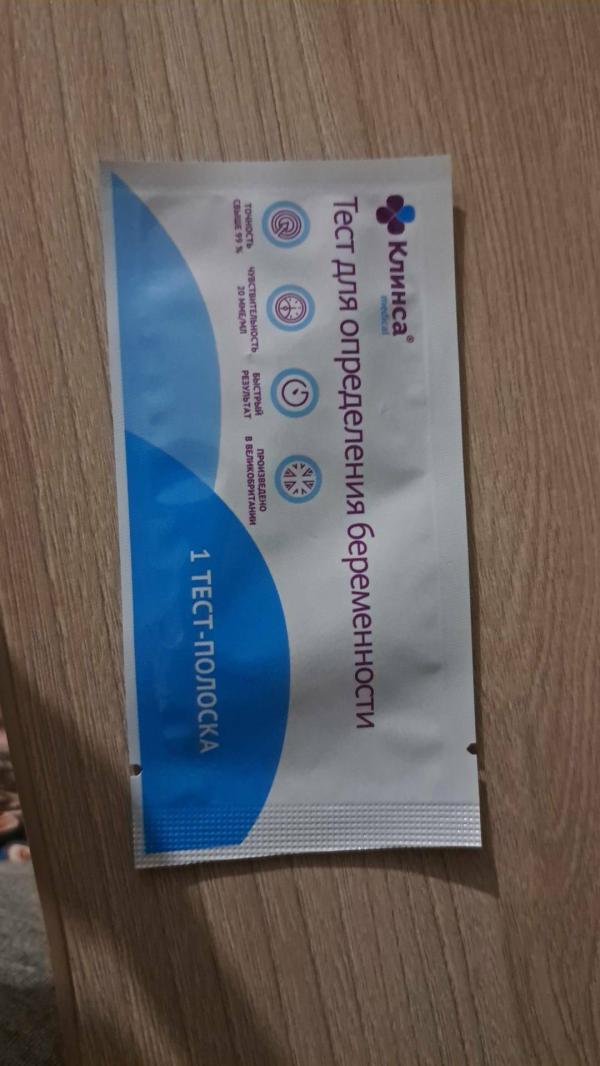 Клинса®
medical
Тест для определения беременности
ТОЧНОСТЬ
СВЫШЕ 99 %
ЧУВСТВИТЕЛЬНОСТЬ
20 ММЕ/МЛ
БЫСТРЫЙ
РЕЗУЛЬТАТ
ПРОИЗВЕДЕНО
В ВЕЛИКОБРИТАНИИ
1 ТЕСТ-ПОЛОСКА